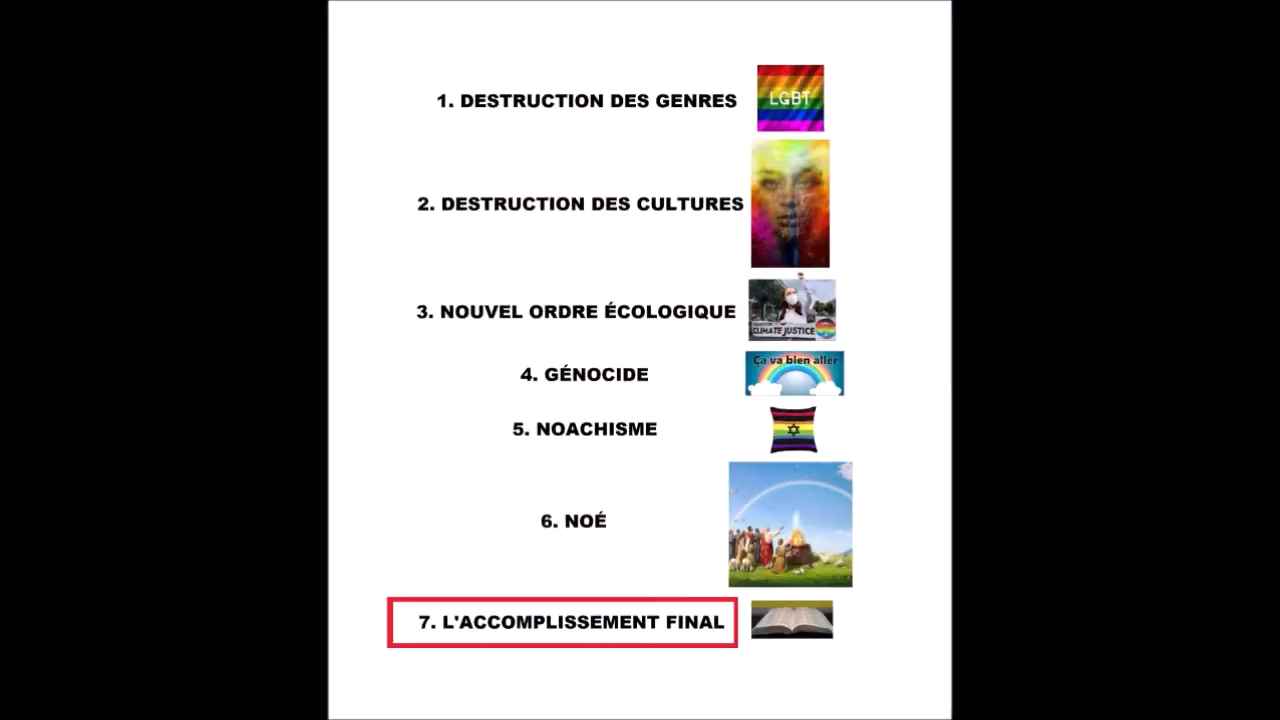 1. DESTRUCTION DES GENRES
LGBT
2. DESTRUCTION DES CULTURES
3. NOUVEL ORDRE ÉCOLOGIQUE
CLIMATE JUSTICE
4. GÉNOCIDE
Ça va bien aller
5. NOACHISME
6. NOÉ
7. L'ACCOMPLISSEMENT FINAL